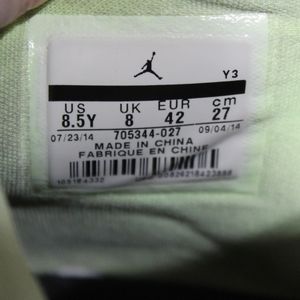 Y3
US UK EUR cm
8.5Y 8 42 27
07/23/14 705344-027 09/04/14
MADE IN CHINA
FABRIQUE EN CHINE